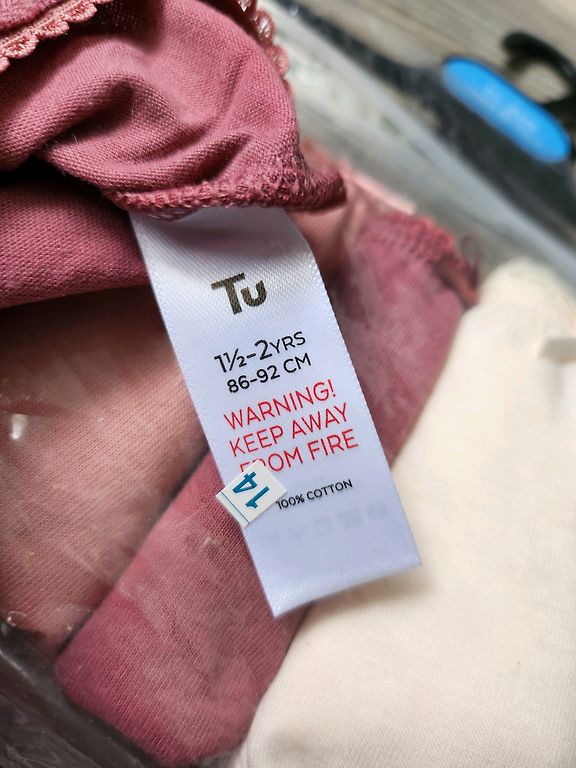 Tu
1½-2YRS
86-92 CM
WARNING!
KEEP AWAY
FROM FIRE
14
100% COTTON